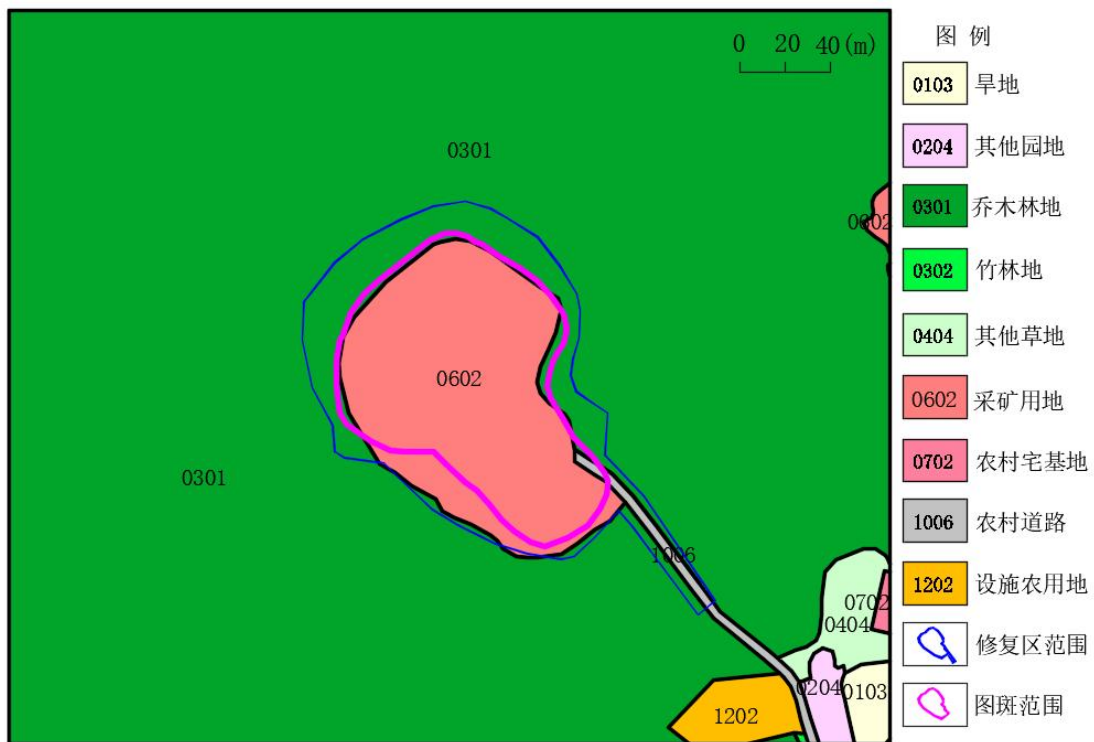 0 20 40(m)
0301
0602
0602
0301
1006
0702
0404
0204
0103
1202
图 例
0103 旱地
0204 其他园地
0301 乔木林地
0302 竹林地
0404 其他草地
0602 采矿用地
0702 农村宅基地
1006 农村道路
1202 设施农用地
修复区范围
图斑范围